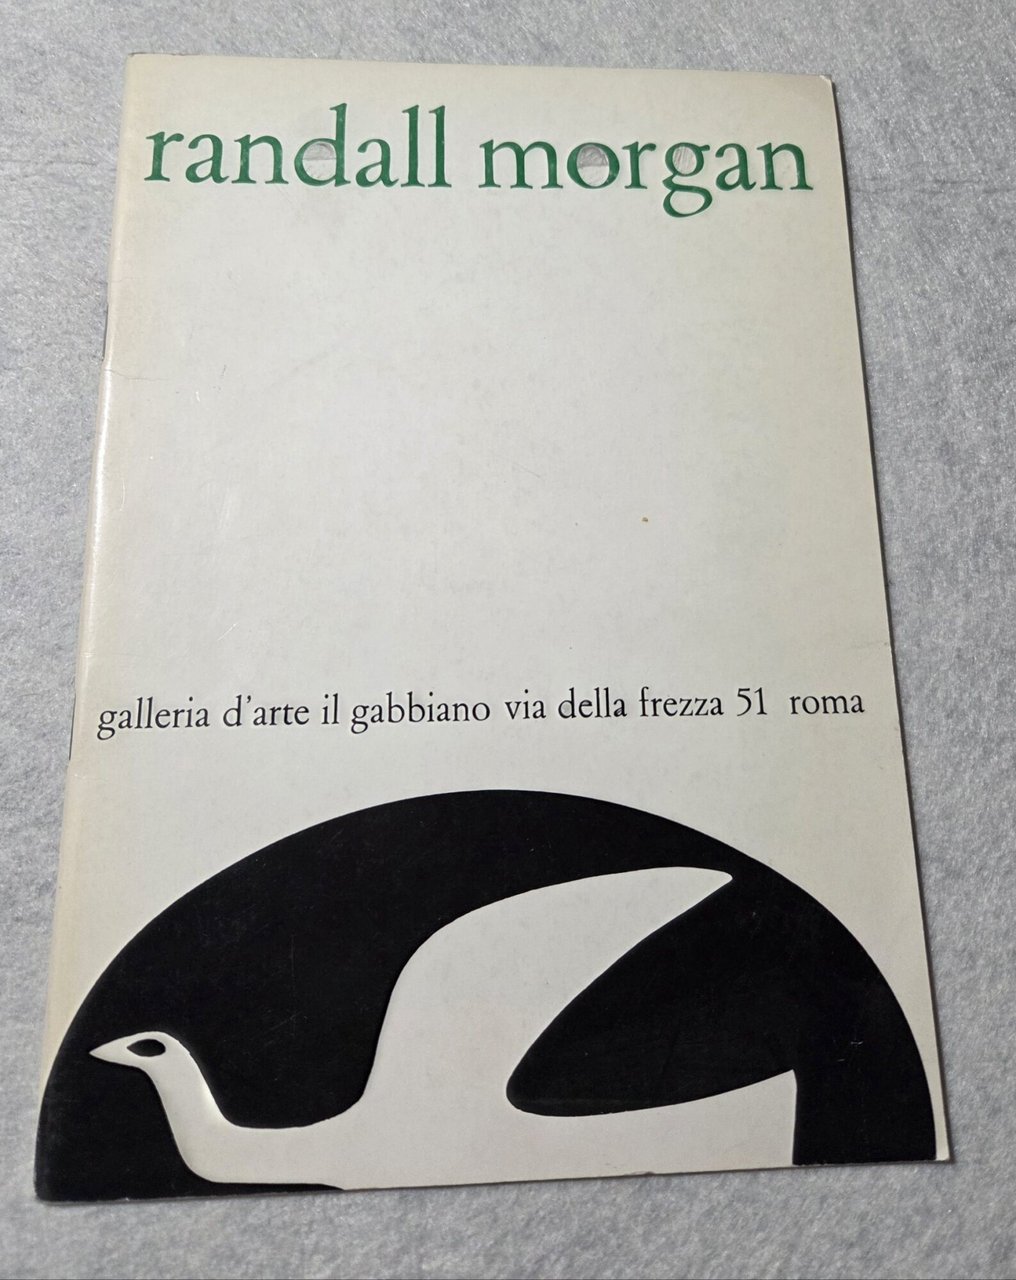 randall morgan
galleria d'arte il gabbiano via della frezza 51 roma